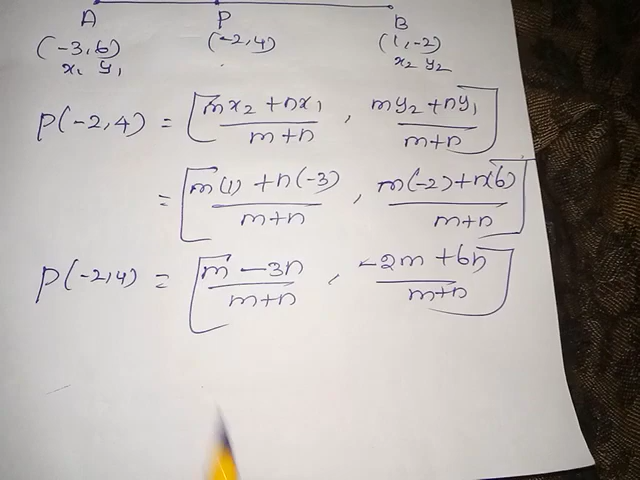 A P B
(-3,6) (-2,4) (1,-2)
x₁ y₁ x₂ y₂
P(-2,4) = [mx₂+nx₁/m+n , my₂+ny₁/m+n]
= [m(1)+n(-3)/m+n , m(-2)+n(6)/m+n]
P(-2,4) = [m-3n/m+n , -2m+6n/m+n]